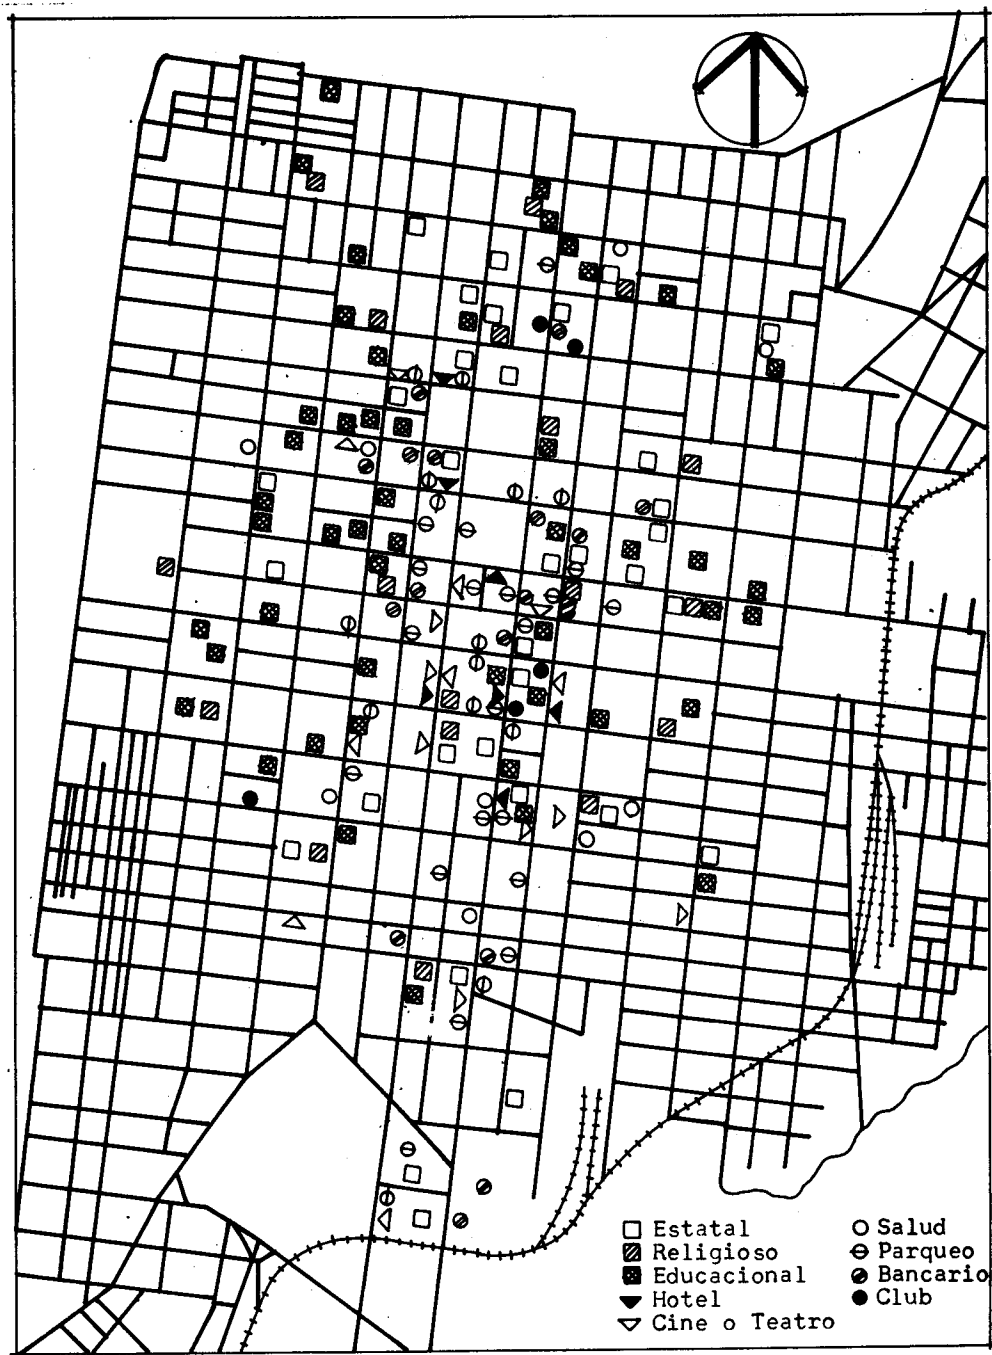 Estatal
Religioso
Educacional
Hotel
Cine o Teatro
Salud
Parqueo
Bancario
Club